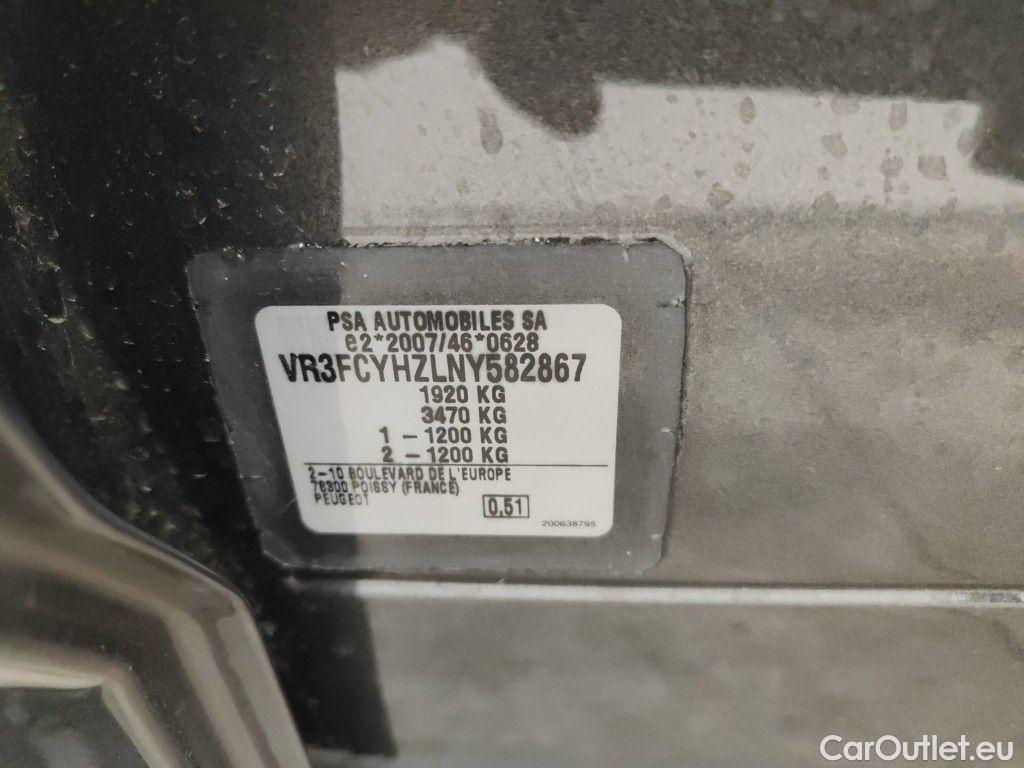 PSA AUTOMOBILES SA
e2*2007/46*0628
VR3FCYHZLNY582867
1920 KG
3470 KG
1 - 1200 KG
2 - 1200 KG
2-10 BOULEVARD DE L'EUROPE
78300 POISSY (FRANCE)
PEUGEOT
0,51
200638795
CarOutlet.eu